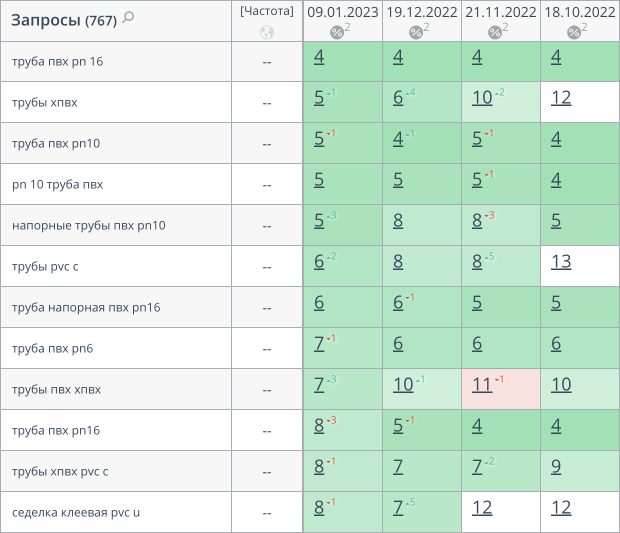 Запросы (767) [Частота] 09.01.2023 19.12.2022 21.11.2022 18.10.2022
% 2 % 2 % 2 % 2
труба пвх pn 16 -- 4 4 4 4
трубы хпвх -- 5 1 6 4 10 2 12
труба пвх pn10 -- 5 1 4 1 5 1 4
pn 10 труба пвх -- 5 5 5 1 4
напорные трубы пвх pn10 -- 5 3 8 8 3 5
трубы pvc c -- 6 2 8 8 5 13
труба напорная пвх pn16 -- 6 6 1 5 5
труба пвх pn6 -- 7 1 6 6 6
трубы пвх хпвх -- 7 3 10 1 11 1 10
труба пвх pn16 -- 8 3 5 1 4 4
трубы хпвх pvc c -- 8 1 7 7 2 9
седелка клеевая pvc u -- 8 1 7 5 12 12